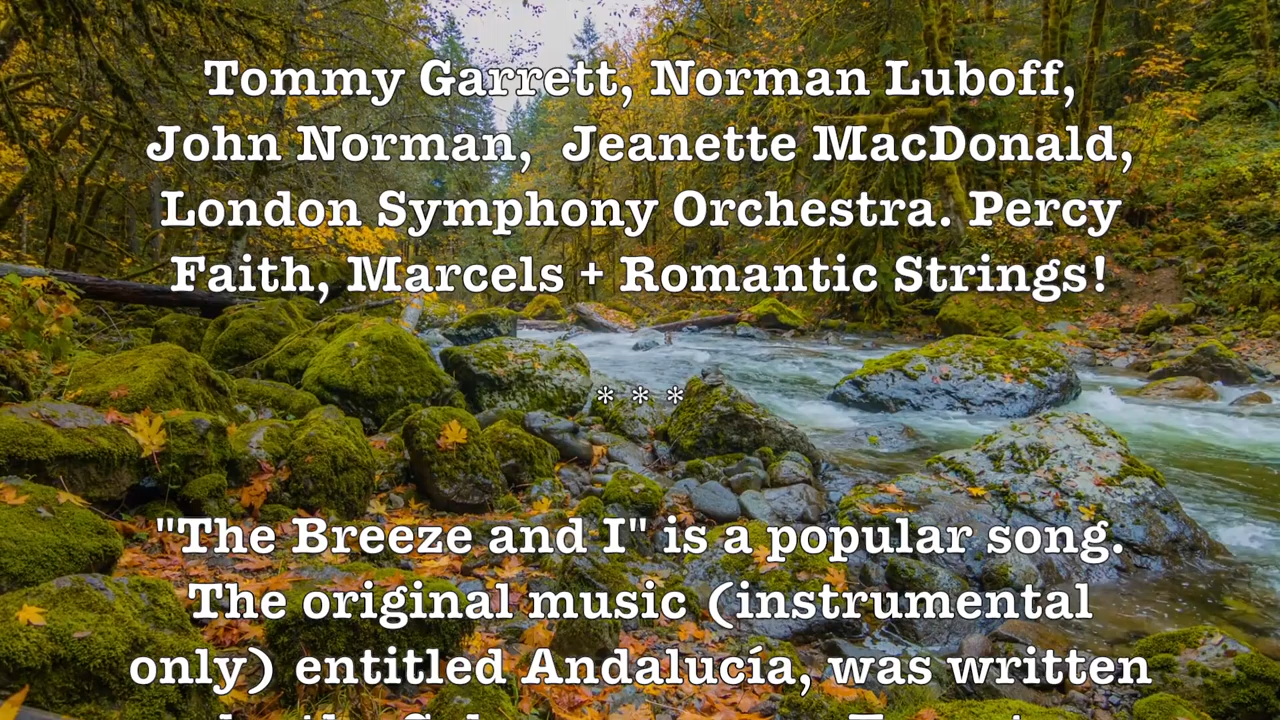 Tommy Garrett, Norman Luboff,
John Norman,  Jeanette MacDonald,
London Symphony Orchestra. Percy
Faith, Marcels + Romantic Strings!
* * *
"The Breeze and I" is a popular song.
The original music (instrumental
only) entitled Andalucía, was written